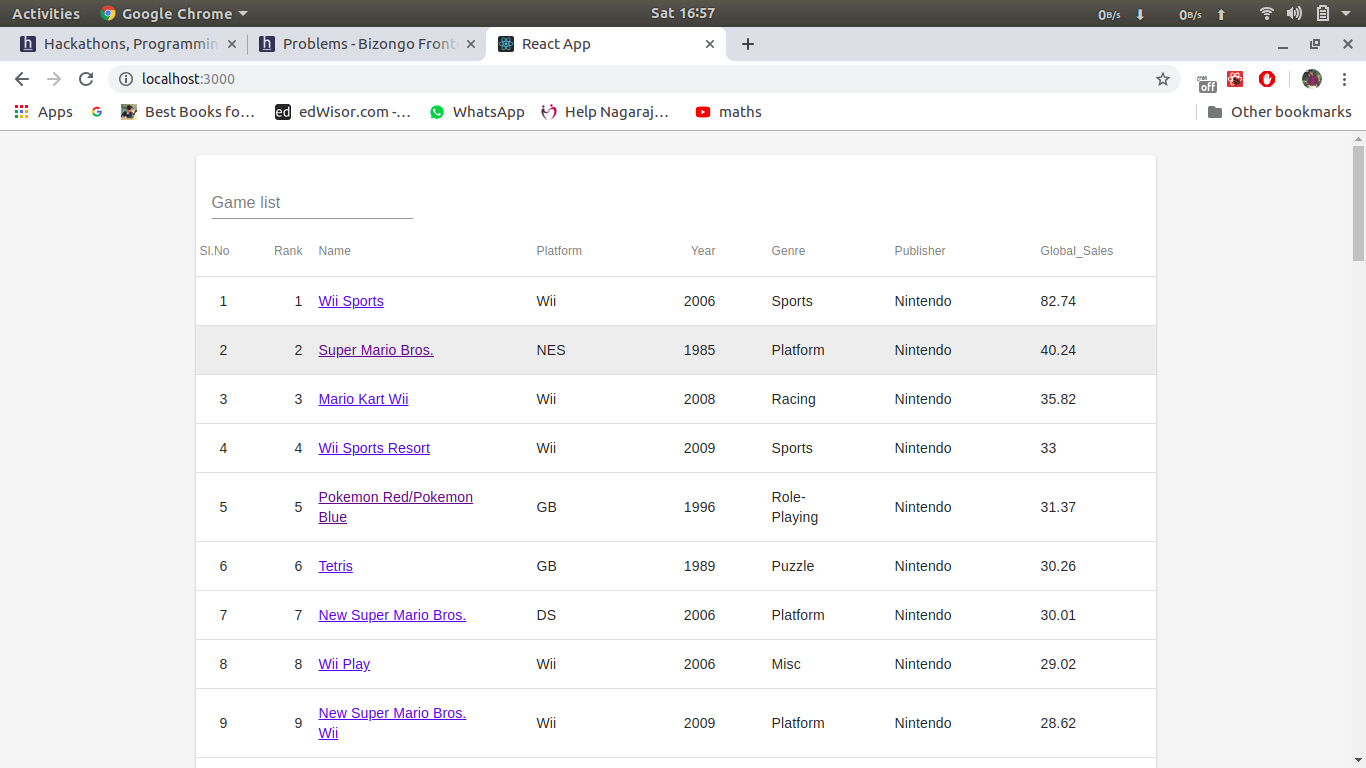 Activities Google Chrome Sat 16:57 0B/s 0B/s
Hackathons, Programmin Problems - Bizongo Front React App
localhost:3000
Apps Best Books fo... edWisor.com -... WhatsApp Help Nagaraj... maths Other bookmarks
Game list
Sl.No Rank Name Platform Year Genre Publisher Global_Sales
1 1 Wii Sports Wii 2006 Sports Nintendo 82.74
2 2 Super Mario Bros. NES 1985 Platform Nintendo 40.24
3 3 Mario Kart Wii Wii 2008 Racing Nintendo 35.82
4 4 Wii Sports Resort Wii 2009 Sports Nintendo 33
5 5 Pokemon Red/Pokemon Blue GB 1996 Role-Playing Nintendo 31.37
6 6 Tetris GB 1989 Puzzle Nintendo 30.26
7 7 New Super Mario Bros. DS 2006 Platform Nintendo 30.01
8 8 Wii Play Wii 2006 Misc Nintendo 29.02
9 9 New Super Mario Bros. Wii Wii 2009 Platform Nintendo 28.62